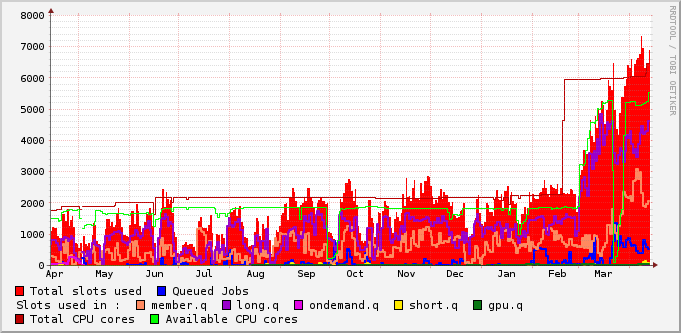 8000
7000
6000
5000
4000
3000
2000
1000
0
Apr May Jun Jul Aug Sep Oct Nov Dec Jan Feb Mar
RRDTOOL / TOBI OETIKER
Total slots used Queued Jobs
Slots used in : member.q long.q ondemand.q short.q gpu.q
Total CPU cores Available CPU cores